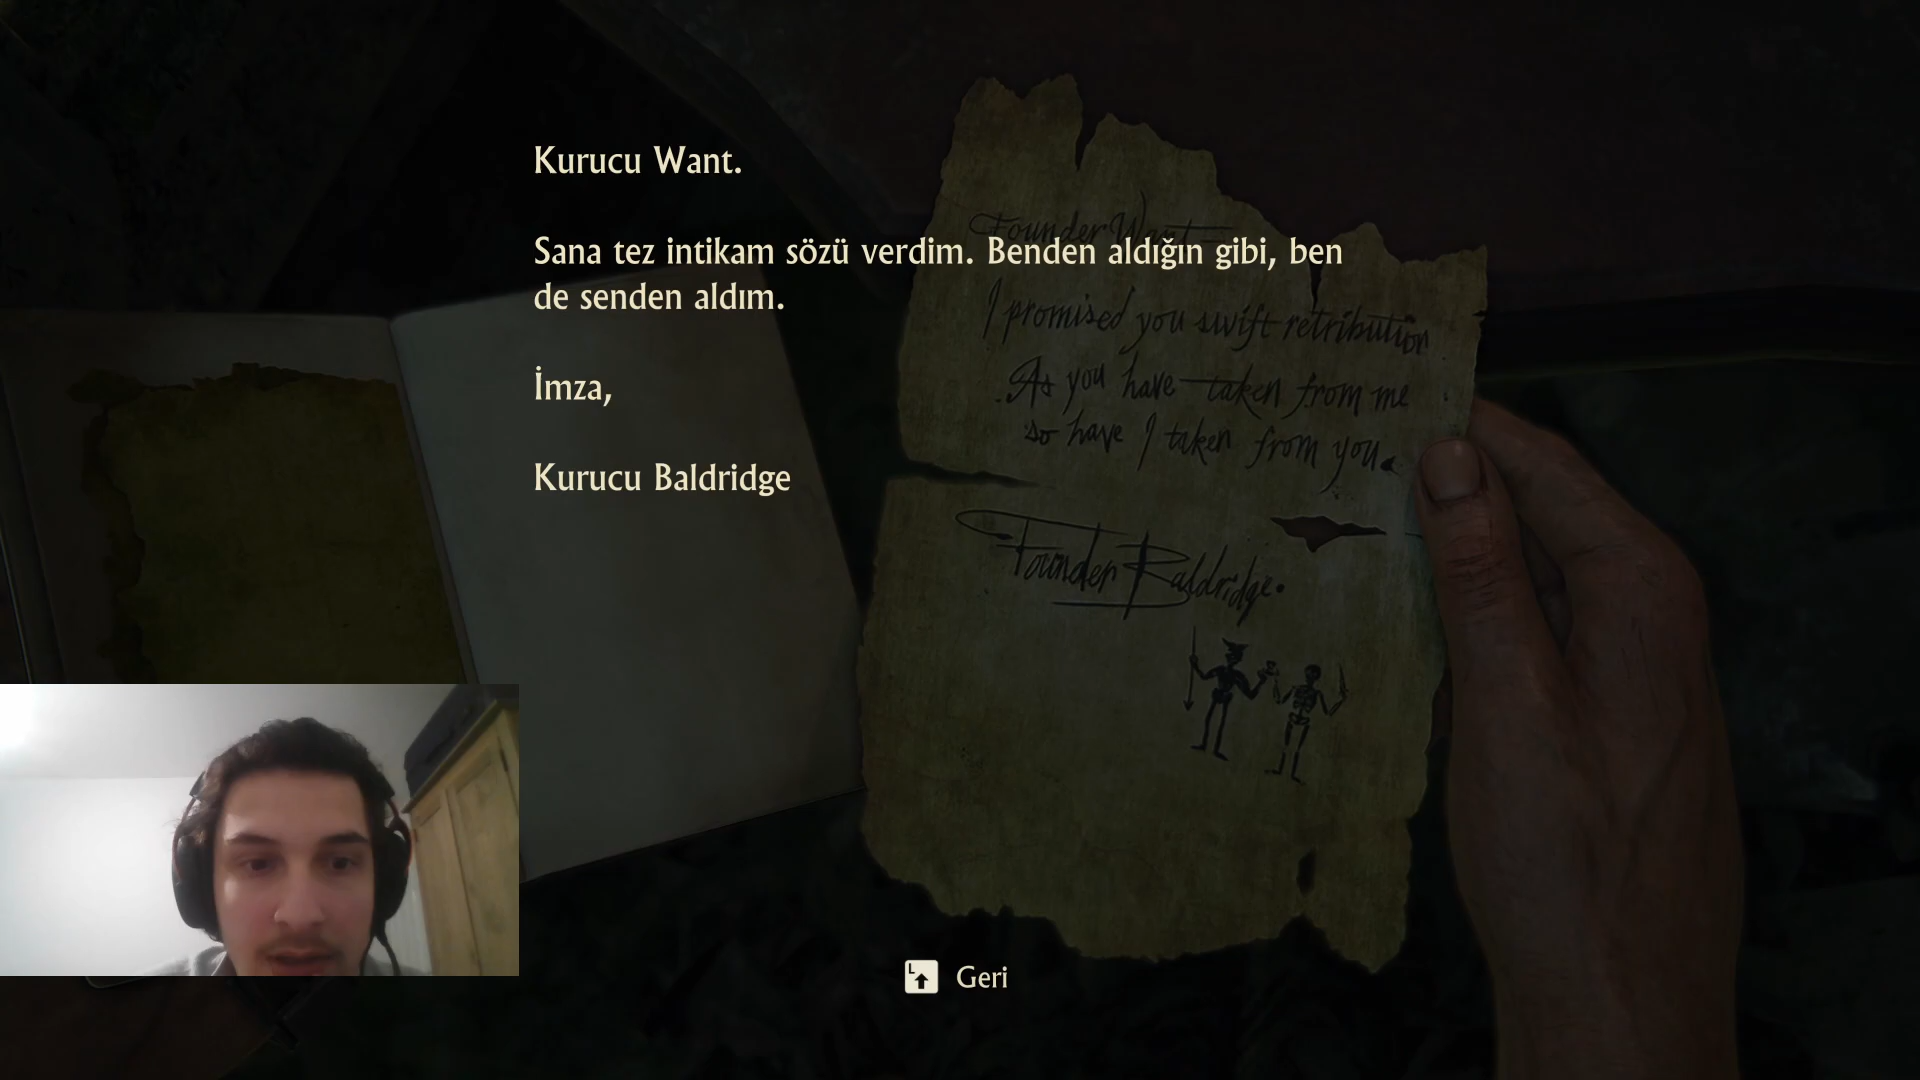 Kurucu Want.
Sana tez intikam sözü verdim. Benden aldığın gibi, ben
de senden aldım.
İmza,
Kurucu Baldridge
Founder Want
I promised you swift retribution
As you have taken from me
so have I taken from you.
Founder Baldridge.
L
Geri